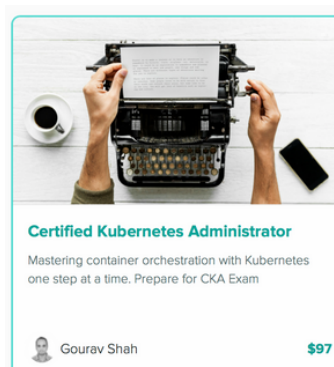 Certified Kubernetes Administrator
Mastering container orchestration with Kubernetes
one step at a time. Prepare for CKA Exam
Gourav Shah
$97